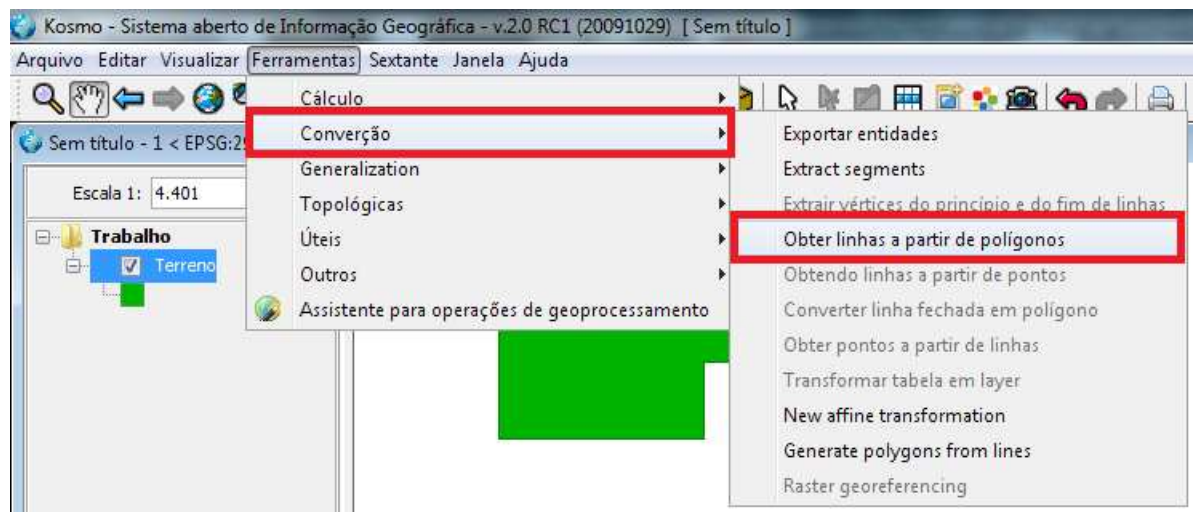 Kosmo - Sistema aberto de Informação Geográfica - v.2.0 RC1 (20091029) [ Sem título ]
Arquivo Editar Visualizar Ferramentas Sextante Janela Ajuda
Cálculo
Converção
Generalization
Topológicas
Úteis
Outros
Assistente para operações de geoprocessamento
Exportar entidades
Extract segments
Extrair vértices do princípio e do fim de linhas
Obter linhas a partir de polígonos
Obtendo linhas a partir de pontos
Converter linha fechada em polígono
Obter pontos a partir de linhas
Transformar tabela em layer
New affine transformation
Generate polygons from lines
Raster georeferencing
Sem título - 1 < EPSG:2
Escala 1: 4.401
Trabalho
Terreno